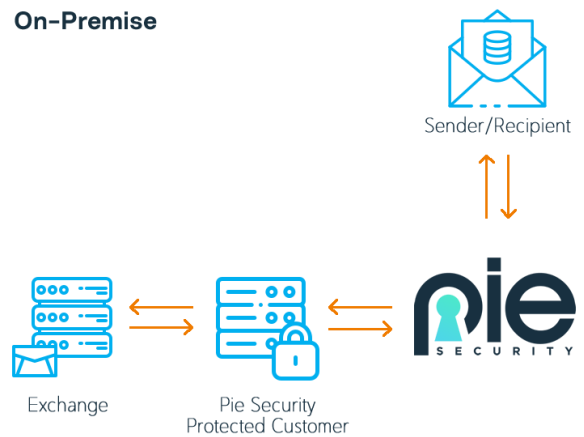 On-Premise
Sender/Recipient
pie
SECURITY
Exchange
Pie Security
Protected Customer